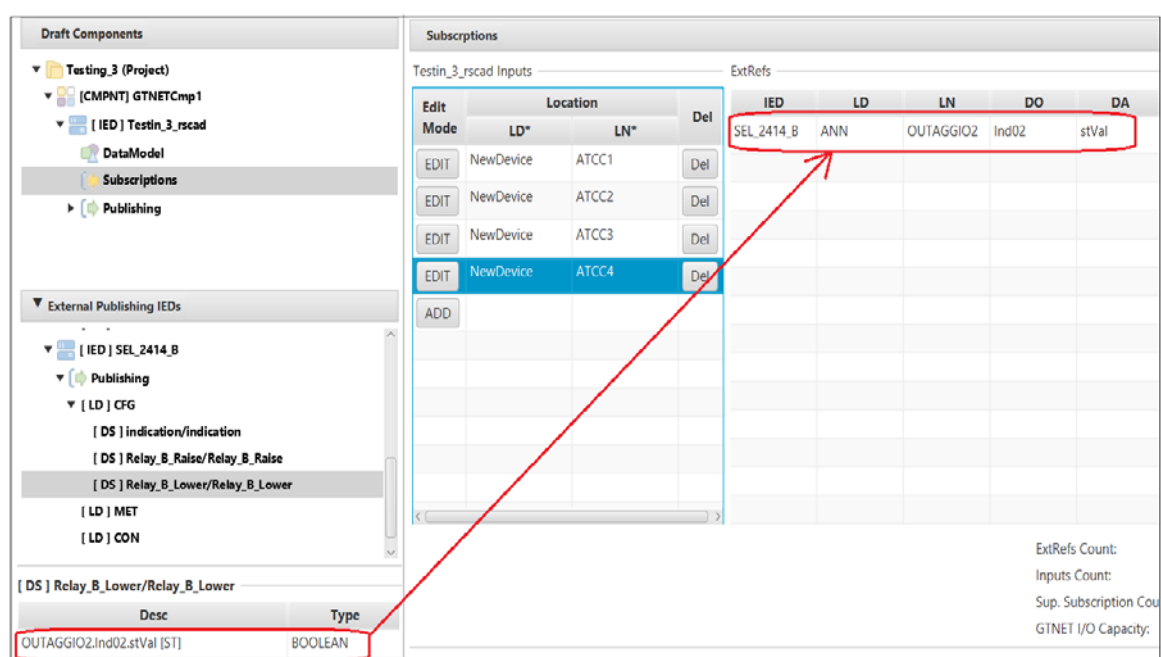 Draft Components
Testing_3 (Project)
[CMPNT] GTNETCmp1
[ IED ] Testin_3_rscad
DataModel
Subscriptions
Publishing
External Publishing IEDs
[ IED ] SEL_2414_B
Publishing
[ LD ] CFG
[ DS ] indication/indication
[ DS ] Relay_B_Raise/Relay_B_Raise
[ DS ] Relay_B_Lower/Relay_B_Lower
[ LD ] MET
[ LD ] CON
[ DS ] Relay_B_Lower/Relay_B_Lower
Desc Type
OUTAGGIO2.Ind02.stVal [ST] BOOLEAN
Subscrptions
Testin_3_rscad Inputs
Edit Mode Location Del
LD* LN*
EDIT NewDevice ATCC1 Del
EDIT NewDevice ATCC2 Del
EDIT NewDevice ATCC3 Del
EDIT NewDevice ATCC4 Del
ADD
ExtRefs
IED LD LN DO DA
SEL_2414_B ANN OUTAGGIO2 Ind02 stVal
ExtRefs Count:
Inputs Count:
Sup. Subscription Cou
GTNET I/O Capacity: